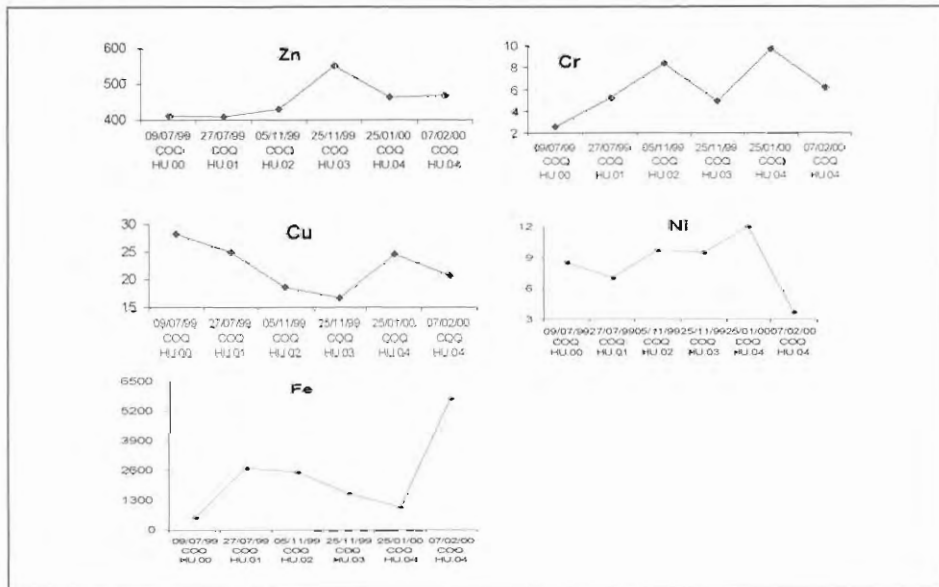 Zn
600
500
400
09/07/99 27/07/99 05/11/99 25/11/99 25/01/00 07/02/00
COQ COQ COQ COQ COQ COQ
HU.00 HU.01 HU.02 HU.03 HU.04 HU.04
Cr
10
8
6
4
2
09/07/99 27/07/99 05/11/99 25/11/99 25/01/00 07/02/00
COQ COQ COQ COQ COQ COQ
HU.00 HU.01 HU.02 HU.03 HU.04 HU.04
Cu
30
25
20
15
09/07/99 27/07/99 05/11/99 25/11/99 25/01/00 07/02/00
COQ COQ COQ COQ COQ COQ
HU.00 HU.01 HU.02 HU.03 HU.04 HU.04
Ni
12
9
6
3
09/07/99 27/07/99 05/11/99 25/11/99 25/01/00 07/02/00
COQ COQ COQ COQ COQ COQ
HU.00 HU.01 HU.02 HU.03 HU.04 HU.04
Fe
6500
5200
3900
2600
1300
0
09/07/99 27/07/99 05/11/99 25/11/99 25/01/00 07/02/00
COQ COQ COQ COQ COQ COQ
HU.00 HU.01 HU.02 HU.03 HU.04 HU.04